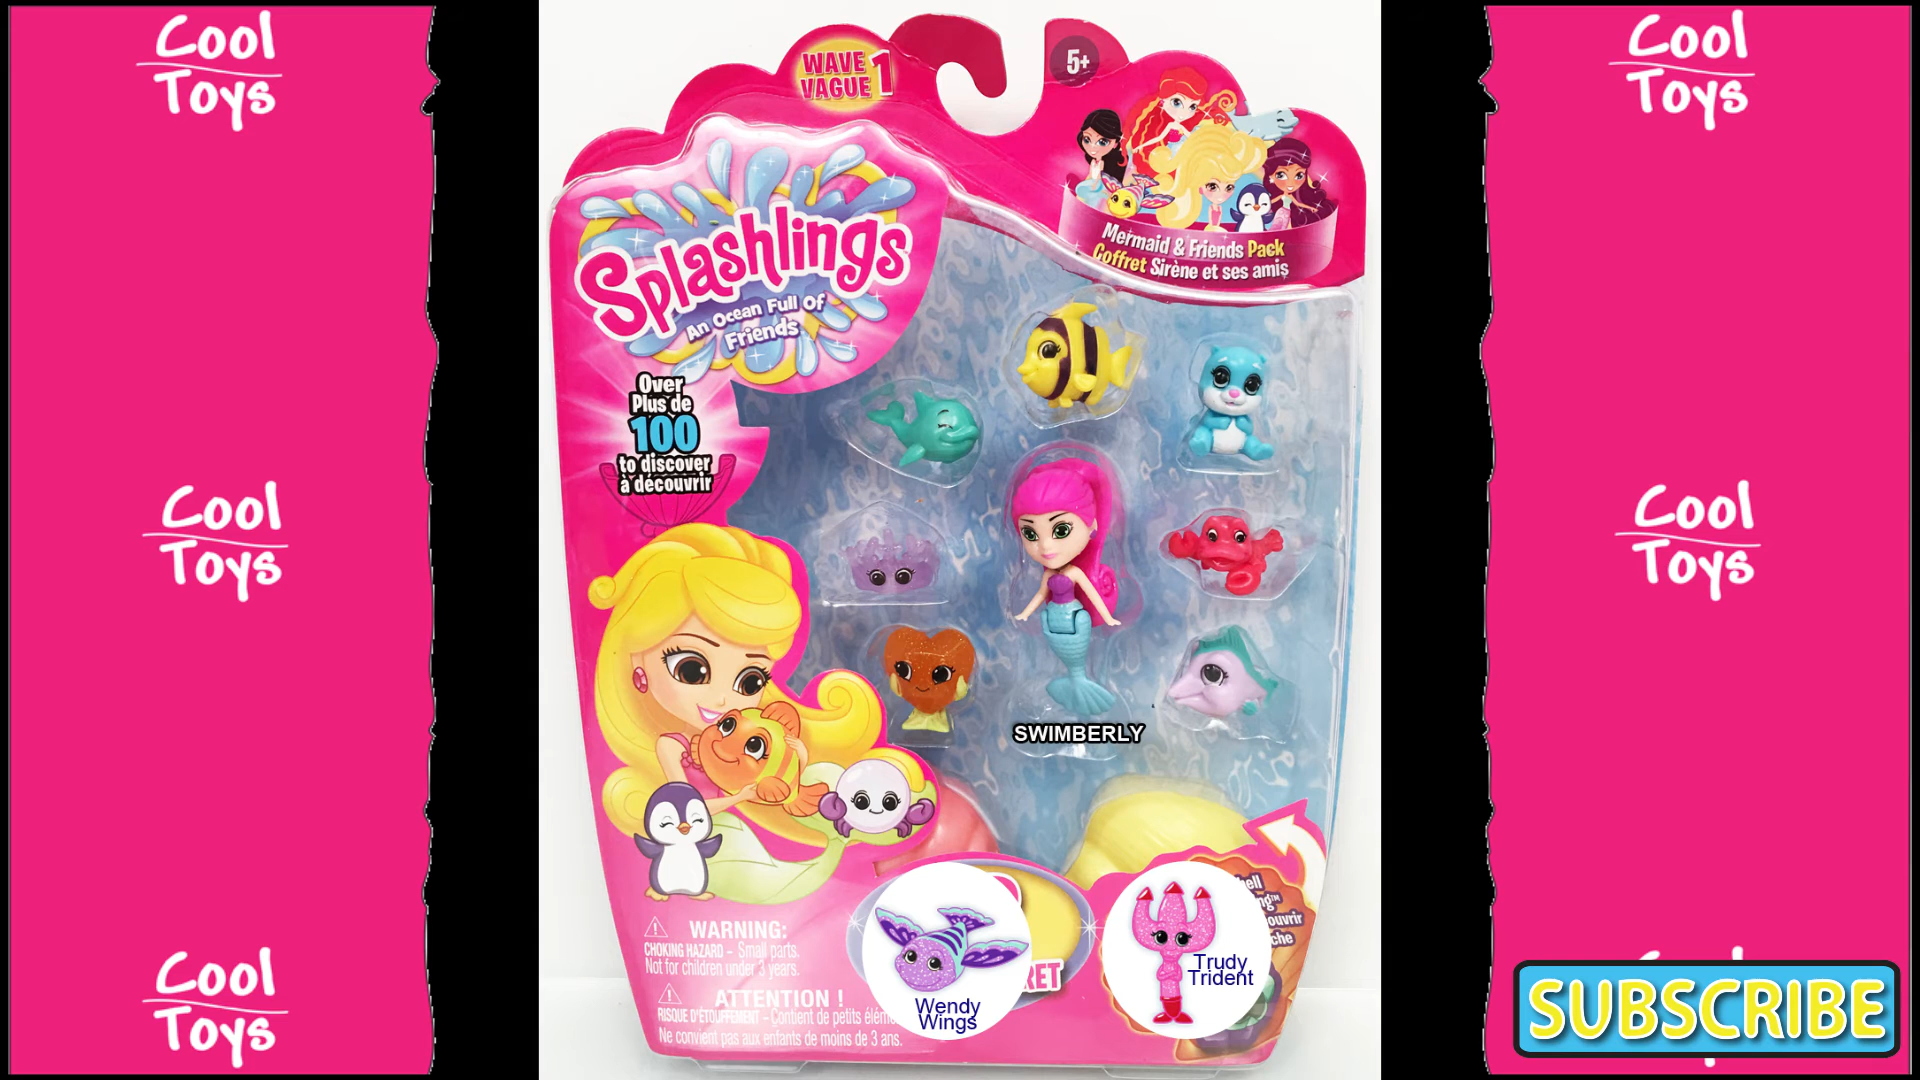 Cool
Toys
Cool
Toys
Cool
Toys
WAVE
VAGUE 1
5+
Mermaid & Friends Pack
Coffret Sirène et ses amis
Splashlings
An Ocean Full Of
Friends
Over
Plus de
100
to discover
à découvrir
SWIMBERLY
WARNING:
CHOKING HAZARD - Small parts.
Not for children under 3 years.
ATTENTION !
RISQUE D'ÉTOUFFEMENT - Contient de petits
Ne convient pas aux enfants de moins de 3 ans.
Wendy
Wings
Trudy
Trident
Cool
Toys
Cool
Toys
SUBSCRIBE